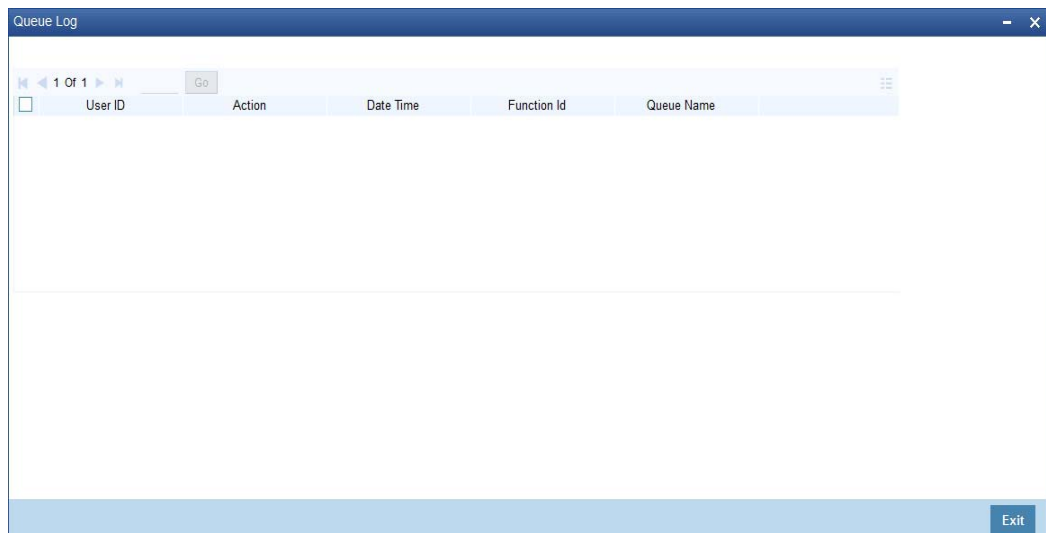 Queue Log
1 Of 1 Go
User ID Action Date Time Function Id Queue Name
Exit